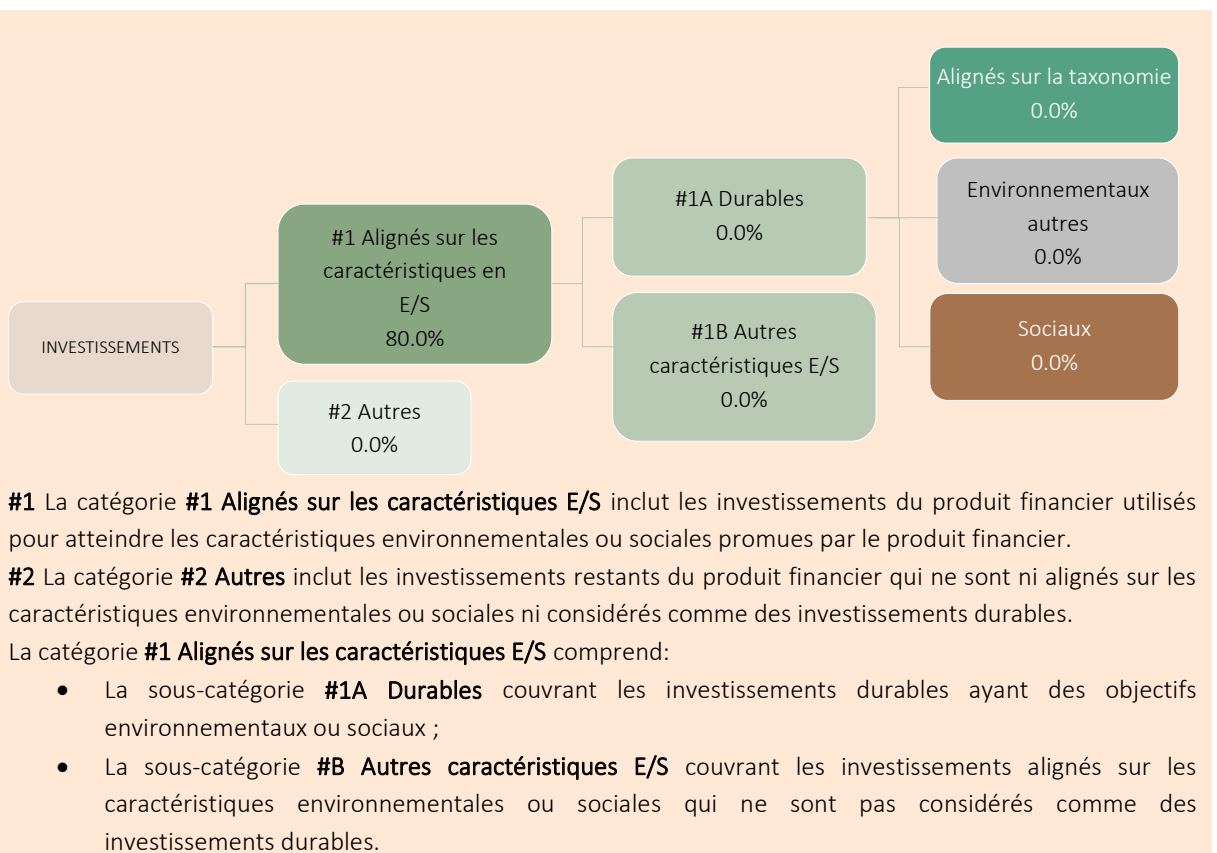 INVESTISSEMENTS
#1 Alignés sur les
caractéristiques en
E/S
80.0%
#2 Autres
0.0%
#1A Durables
0.0%
#1B Autres
caractéristiques E/S
0.0%
Alignés sur la taxonomie
0.0%
Environnementaux
autres
0.0%
Sociaux
0.0%
#1 La catégorie #1 Alignés sur les caractéristiques E/S inclut les investissements du produit financier utilisés
pour atteindre les caractéristiques environnementales ou sociales promues par le produit financier.
#2 La catégorie #2 Autres inclut les investissements restants du produit financier qui ne sont ni alignés sur les
caractéristiques environnementales ou sociales ni considérés comme des investissements durables.
La catégorie #1 Alignés sur les caractéristiques E/S comprend:
• La sous-catégorie #1A Durables couvrant les investissements durables ayant des objectifs
environnementaux ou sociaux ;
• La sous-catégorie #B Autres caractéristiques E/S couvrant les investissements alignés sur les
caractéristiques environnementales ou sociales qui ne sont pas considérés comme des
investissements durables.